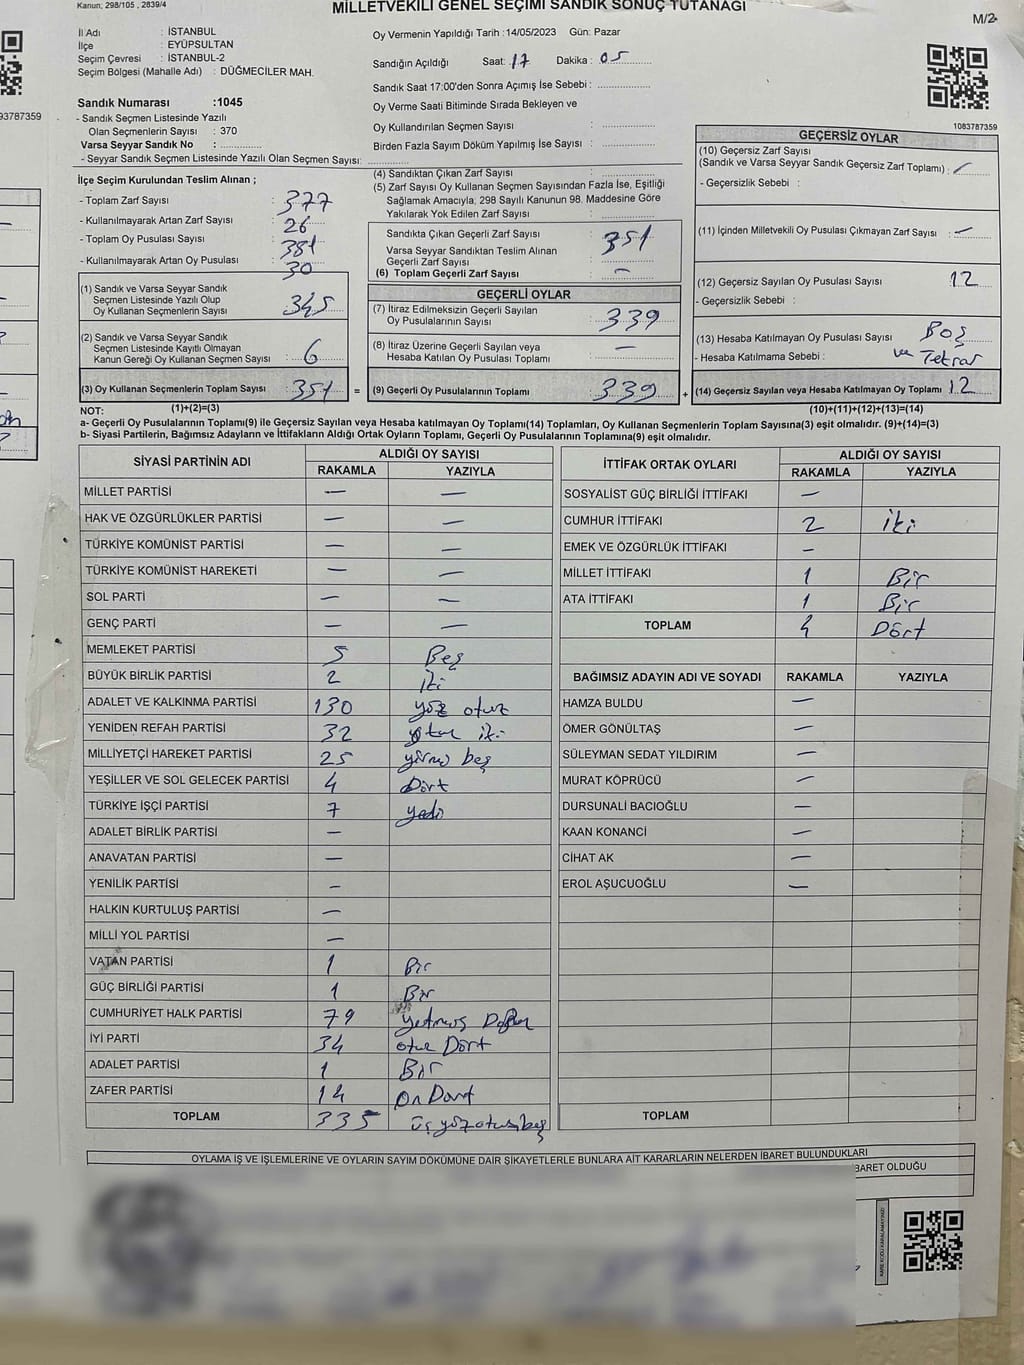 Kanun; 298/105 , 2839/4
MİLLETVEKİLİ GENEL SEÇİMİ SANDIK SONUÇ TUTANAĞI
M/2
İl Adı : İSTANBUL
İlçe : EYÜPSULTAN
Seçim Çevresi : İSTANBUL-2
Seçim Bölgesi (Mahalle Adı) : DÜĞMECİLER MAH.
Sandık Numarası :1045
- Sandık Seçmen Listesinde Yazılı
Olan Seçmenlerin Sayısı : 370
Varsa Seyyar Sandık No :
- Seyyar Sandık Seçmen Listesinde Yazılı Olan Seçmen Sayısı:
Oy Vermenin Yapıldığı Tarih :14/05/2023 Gün: Pazar
Sandığın Açıldığı Saat: 17 Dakika : 05
Sandık Saat 17:00'den Sonra Açımış İse Sebebi :
Oy Verme Saati Bitiminde Sırada Bekleyen ve
Oy Kullandırılan Seçmen Sayısı :
Birden Fazla Sayım Döküm Yapılmış İse Sayısı :
1083787359
93787359
İlçe Seçim Kurulundan Teslim Alınan ;
- Toplam Zarf Sayısı : 377
- Kullanılmayarak Artan Zarf Sayısı : 26
- Toplam Oy Pusulası Sayısı : 381
- Kullanılmayarak Artan Oy Pusulası : 30
(1) Sandık ve Varsa Seyyar Sandık
Seçmen Listesinde Yazılı Olup
Oy Kullanan Seçmenlerin Sayısı : 345
(2) Sandık ve Varsa Seyyar Sandık
Seçmen Listesinde Kayıtlı Olmayan
Kanun Gereği Oy Kullanan Seçmen Sayısı : 6
(3) Oy Kullanan Seçmenlerin Toplam Sayısı : 351 =
(1)+(2)=(3)
(4) Sandıktan Çıkan Zarf Sayısı :
(5) Zarf Sayısı Oy Kullanan Seçmen Sayısından Fazla İse, Eşitliği
Sağlamak Amacıyla, 298 Sayılı Kanunun 98. Maddesine Göre
Yakılarak Yok Edilen Zarf Sayısı :
Sandıkta Çıkan Geçerli Zarf Sayısı : 351
Varsa Seyyar Sandıktan Teslim Alınan
Geçerli Zarf Sayısı :
(6) Toplam Geçerli Zarf Sayısı : —
GEÇERLİ OYLAR
(7) İtiraz Edilmeksizin Geçerli Sayılan
Oy Pusulalarının Sayısı : 339
(8) İtiraz Üzerine Geçerli Sayılan veya
Hesaba Katılan Oy Pusulası Toplamı : —
(9) Geçerli Oy Pusulalarının Toplamı : 339 +
GEÇERSİZ OYLAR
(10) Geçersiz Zarf Sayısı
(Sandık ve Varsa Seyyar Sandık Geçersiz Zarf Toplamı) : —
- Geçersizlik Sebebi :
(11) İçinden Milletvekili Oy Pusulası Çıkmayan Zarf Sayısı : —
(12) Geçersiz Sayılan Oy Pusulası Sayısı : 12
- Geçersizlik Sebebi :
(13) Hesaba Katılmayan Oy Pusulası Sayısı : Boş
- Hesaba Katılmama Sebebi : ve Tekrar
(14) Geçersiz Sayılan veya Hesaba Katılmayan Oy Toplamı : 12
(10)+(11)+(12)+(13)=(14)
NOT:
a- Geçerli Oy Pusulalarının Toplamı(9) ile Geçersiz Sayılan veya Hesaba katılmayan Oy Toplamı(14) Toplamları, Oy Kullanan Seçmenlerin Toplam Sayısına(3) eşit olmalıdır. (9)+(14)=(3)
b- Siyasi Partilerin, Bağımsız Adayların ve İttifakların Aldığı Ortak Oyların Toplamı, Geçerli Oy Pusulalarının Toplamına(9) eşit olmalıdır.
SİYASİ PARTİNİN ADI ALDIĞI OY SAYISI
RAKAMLA YAZIYLA
MİLLET PARTİSİ — —
HAK VE ÖZGÜRLÜKLER PARTİSİ — —
TÜRKİYE KOMÜNİST PARTİSİ — —
TÜRKİYE KOMÜNİST HAREKETİ — —
SOL PARTİ — —
GENÇ PARTİ — —
MEMLEKET PARTİSİ 5 Beş
BÜYÜK BİRLİK PARTİSİ 2 iki
ADALET VE KALKINMA PARTİSİ 130 yüz otuz
YENİDEN REFAH PARTİSİ 32 otuz iki
MİLLİYETÇİ HAREKET PARTİSİ 25 yirmi beş
YEŞİLLER VE SOL GELECEK PARTİSİ 4 Dört
TÜRKİYE İŞÇİ PARTİSİ 7 yedi
ADALET BİRLİK PARTİSİ —
ANAVATAN PARTİSİ —
YENİLİK PARTİSİ —
HALKIN KURTULUŞ PARTİSİ —
MİLLİ YOL PARTİSİ —
VATAN PARTİSİ 1 Bir
GÜÇ BİRLİĞİ PARTİSİ 1 Bir
CUMHURİYET HALK PARTİSİ 79 yetmiş Dokuz
İYİ PARTİ 34 otuz Dört
ADALET PARTİSİ 1 Bir
ZAFER PARTİSİ 14 on Dört
TOPLAM 335 üç yüz otuz beş
İTTİFAK ORTAK OYLARI ALDIĞI OY SAYISI
RAKAMLA YAZIYLA
SOSYALİST GÜÇ BİRLİĞİ İTTİFAKI —
CUMHUR İTTİFAKI 2 iki
EMEK VE ÖZGÜRLÜK İTTİFAKI —
MİLLET İTTİFAKI 1 Bir
ATA İTTİFAKI 1 Bir
TOPLAM 4 Dört
BAĞIMSIZ ADAYIN ADI VE SOYADI RAKAMLA YAZIYLA
HAMZA BULDU —
ÖMER GÖNÜLTAŞ —
SÜLEYMAN SEDAT YILDIRIM —
MURAT KÖPRÜCÜ —
DURSUNALİ BACIOĞLU —
KAAN KONANCİ —
CİHAT AK —
EROL AŞUCUOĞLU —
TOPLAM
OYLAMA İŞ VE İŞLEMLERİNE VE OYLARIN SAYIM DÖKÜMÜNE DAİR ŞİKAYETLERLE BUNLARA AİT KARARLARIN NELERDEN İBARET BULUNDUKLARI
BARET OLDUĞU